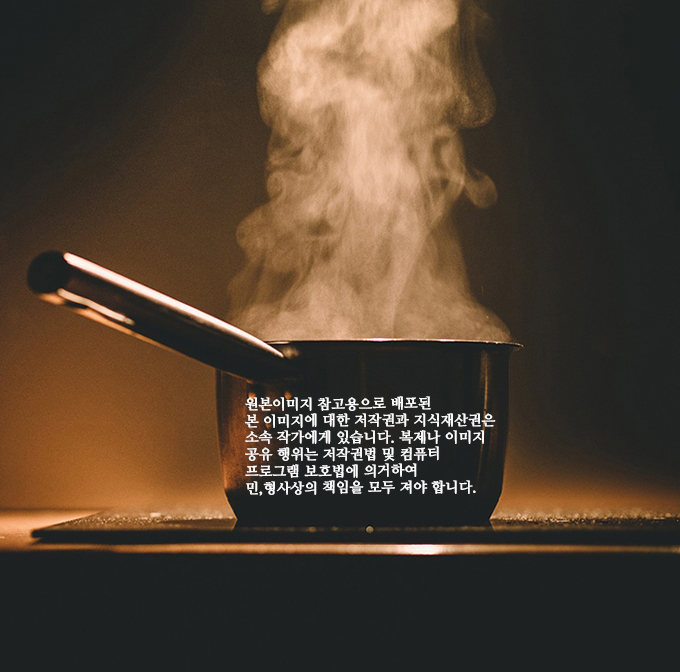 원본이미지 참고용으로 배포된
본 이미지에 대한 저작권과 지식재산권은
소속 작가에게 있습니다. 복제나 이미지
공유 행위는 저작권법 및 컴퓨터
프로그램 보호법에 의거하여
민,형사상의 책임을 모두 져야 합니다.